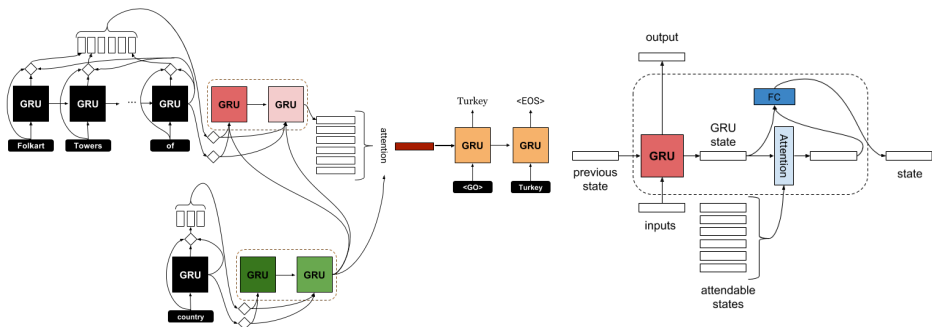 GRU
GRU
...
GRU
Folkart
Towers
of
GRU
GRU
attention
GRU
country
GRU
GRU
Turkey
<EOS>
GRU
GRU
<GO>
Turkey
output
FC
GRU
GRU
state
Attention
previous
state
inputs
state
attendable
states